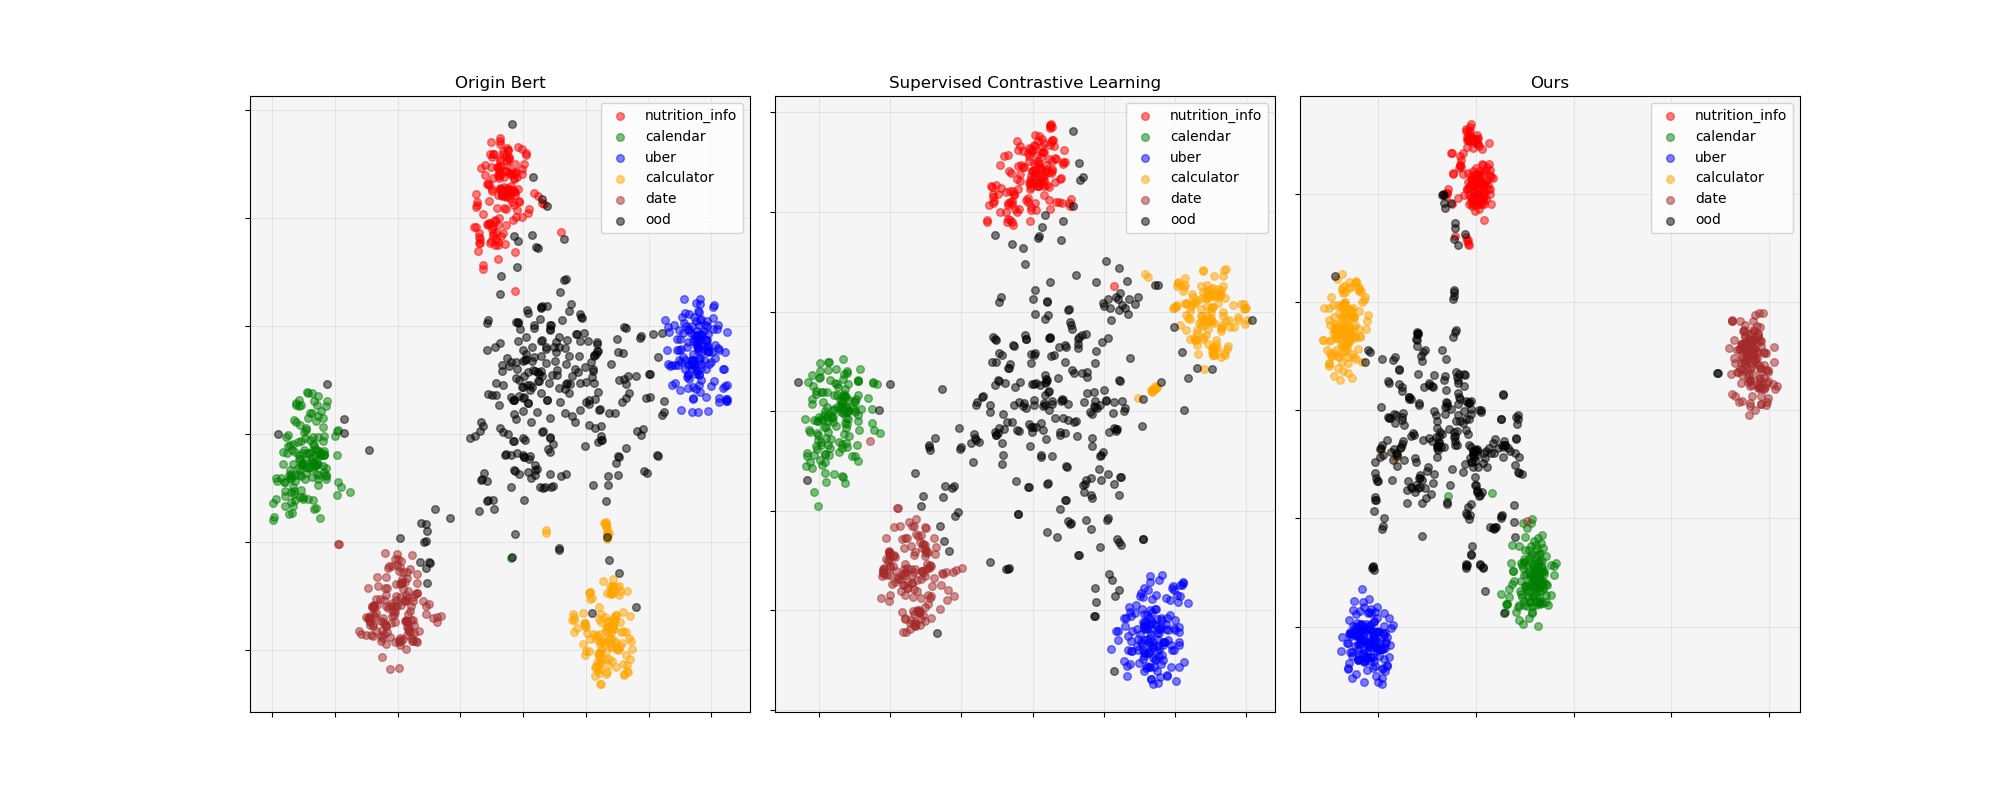 Origin Bert
nutrition_info
calendar
uber
calculator
date
ood
Supervised Contrastive Learning
nutrition_info
calendar
uber
calculator
date
ood
Ours
nutrition_info
calendar
uber
calculator
date
ood